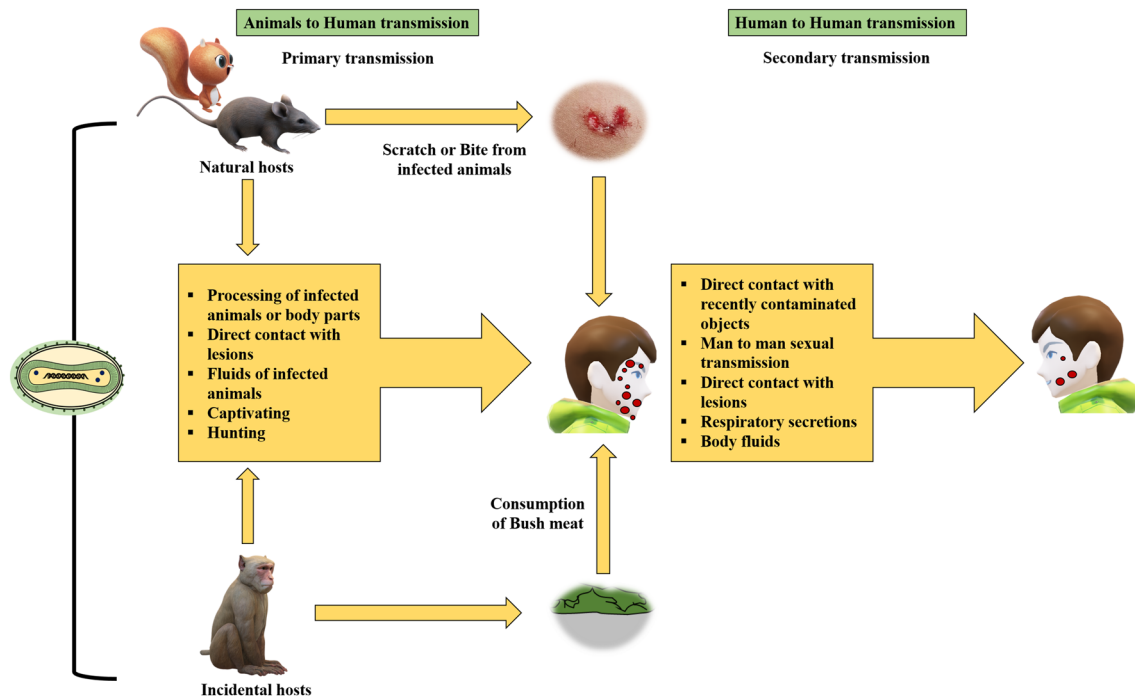 Animals to Human transmission
Human to Human transmission
Primary transmission
Secondary transmission
Scratch or Bite from
infected animals
Natural hosts
▪ Processing of infected
animals or body parts
▪ Direct contact with
lesions
▪ Fluids of infected
animals
▪ Captivating
▪ Hunting
▪ Direct contact with
recently contaminated
objects
▪ Man to man sexual
transmission
▪ Direct contact with
lesions
▪ Respiratory secretions
▪ Body fluids
Consumption
of Bush meat
Incidental hosts